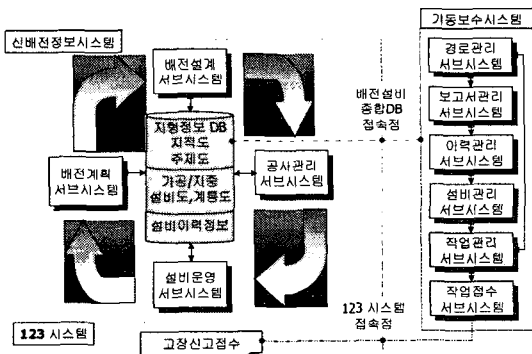 신배전정보시스템
배전설계
서브시스템
지형정보 DB
지적도
주제도
가공/지중
설비도,계통도
설비이력정보
배전계획
서브시스템
공사관리
서브시스템
설비운영
서브시스템
123 시스템
고장신고접수
배전설비
종합DB
접속점
123 시스템
접속점
기동보수시스템
경로관리
서브시스템
보고서관리
서브시스템
이력관리
서브시스템
설비관리
서브시스템
작업관리
서브시스템
작업접수
서브시스템